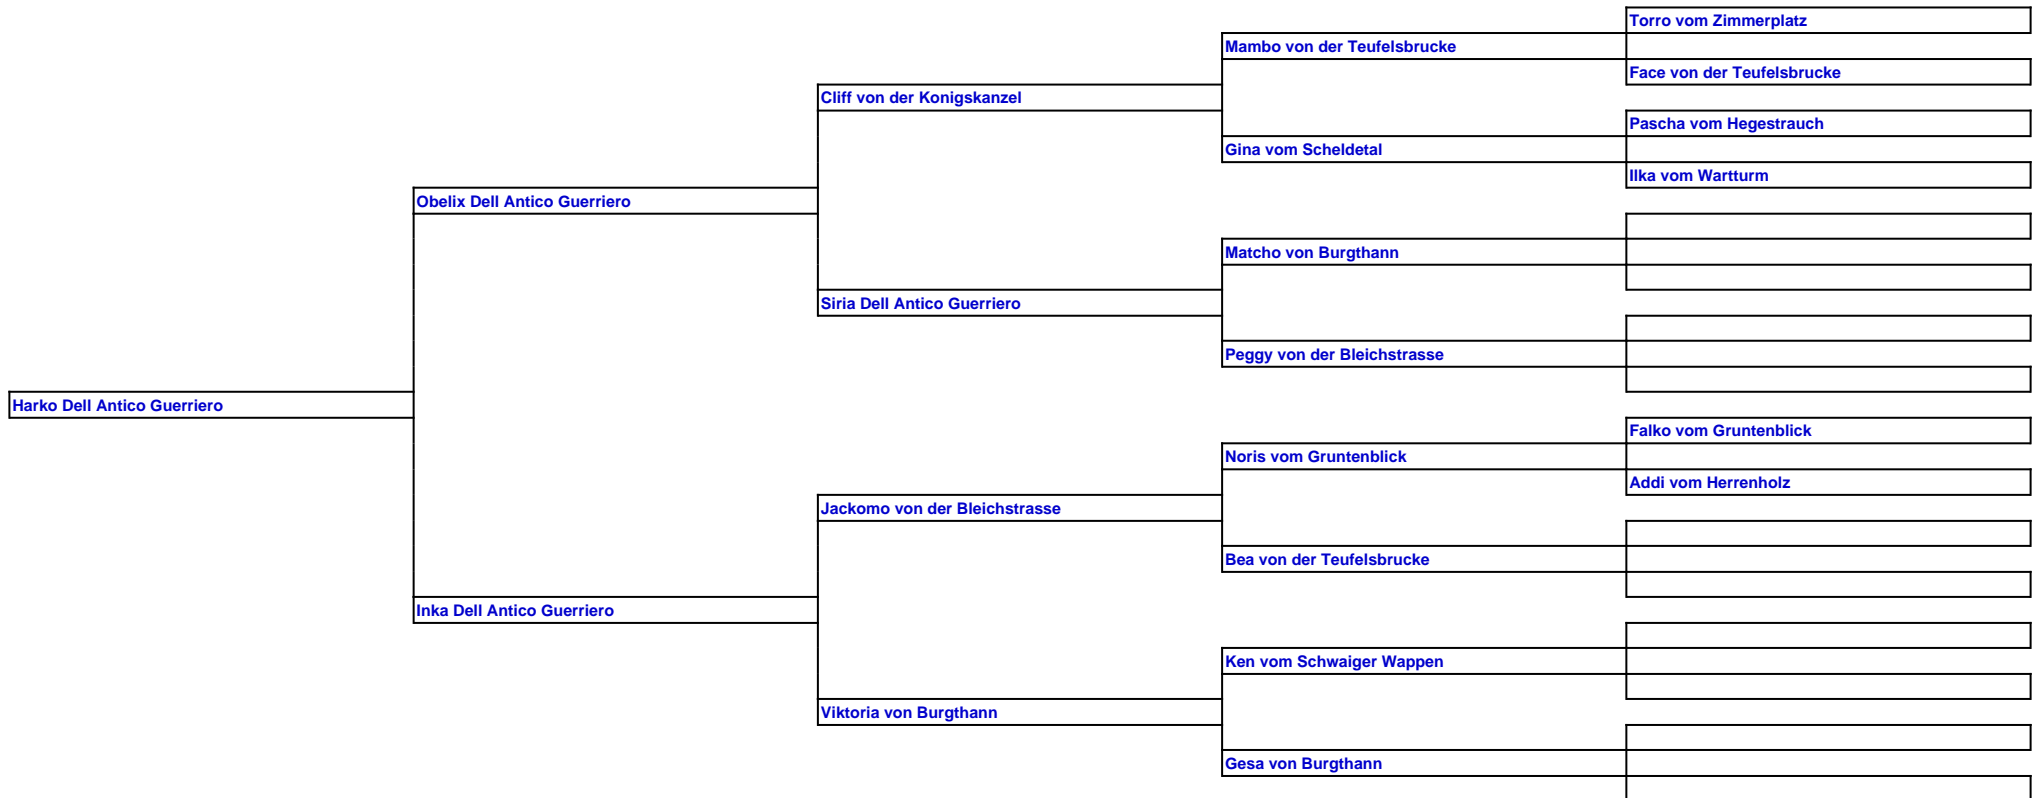 Torro vom Zimmerplatz
Mambo von der Teufelsbrucke
Face von der Teufelsbrucke
Cliff von der Konigskanzel
Pascha vom Hegestrauch
Gina vom Scheldetal
Ilka vom Wartturm
Obelix Dell Antico Guerriero
Matcho von Burgthann
Siria Dell Antico Guerriero
Peggy von der Bleichstrasse
Harko Dell Antico Guerriero
Falko vom Gruntenblick
Noris vom Gruntenblick
Addi vom Herrenholz
Jackomo von der Bleichstrasse
Bea von der Teufelsbrucke
Inka Dell Antico Guerriero
Ken vom Schwaiger Wappen
Viktoria von Burgthann
Gesa von Burgthann